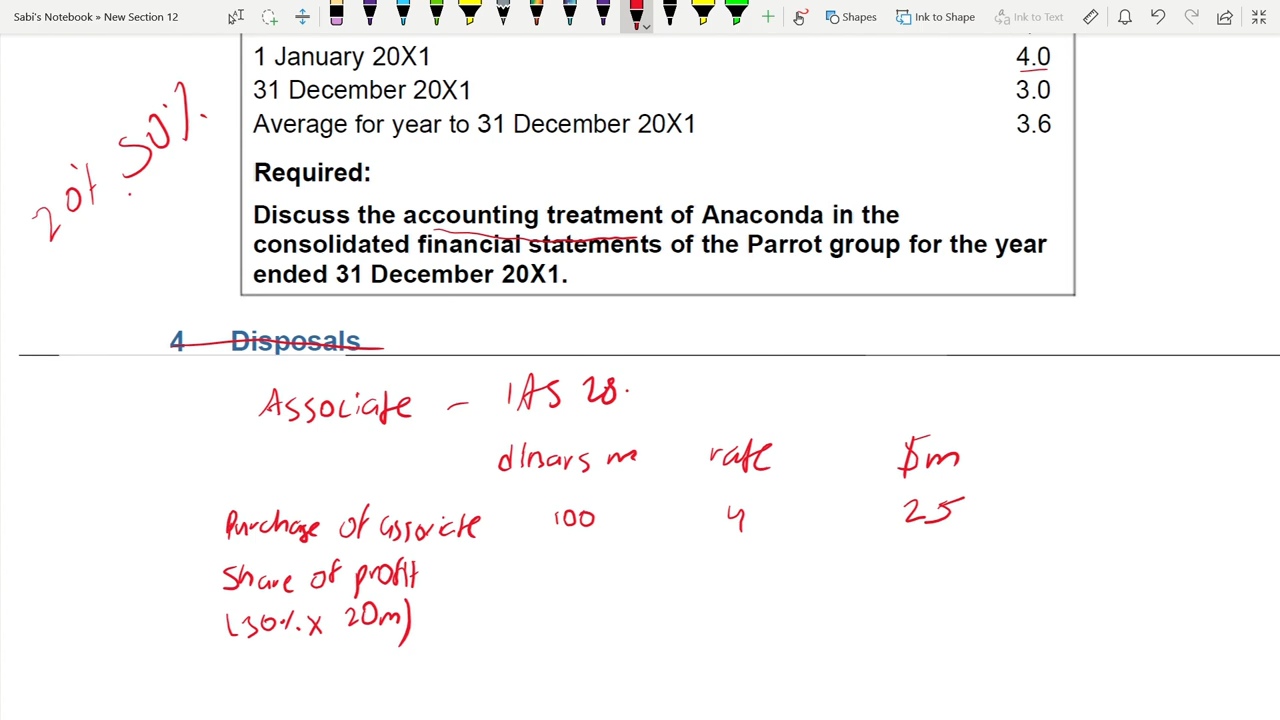 Sabi's Notebook » New Section 12
Shapes
Ink to Shape
Ink to Text
1 January 20X1 4.0
31 December 20X1 3.0
Average for year to 31 December 20X1 3.6
20% 50%
Required:
Discuss the accounting treatment of Anaconda in the
consolidated financial statements of the Parrot group for the year
ended 31 December 20X1.
4 Disposals
Associate – IAS 28.
dinars m rate $m
Purchase of associate 100 4 25
Share of profit
(30% x 20m)